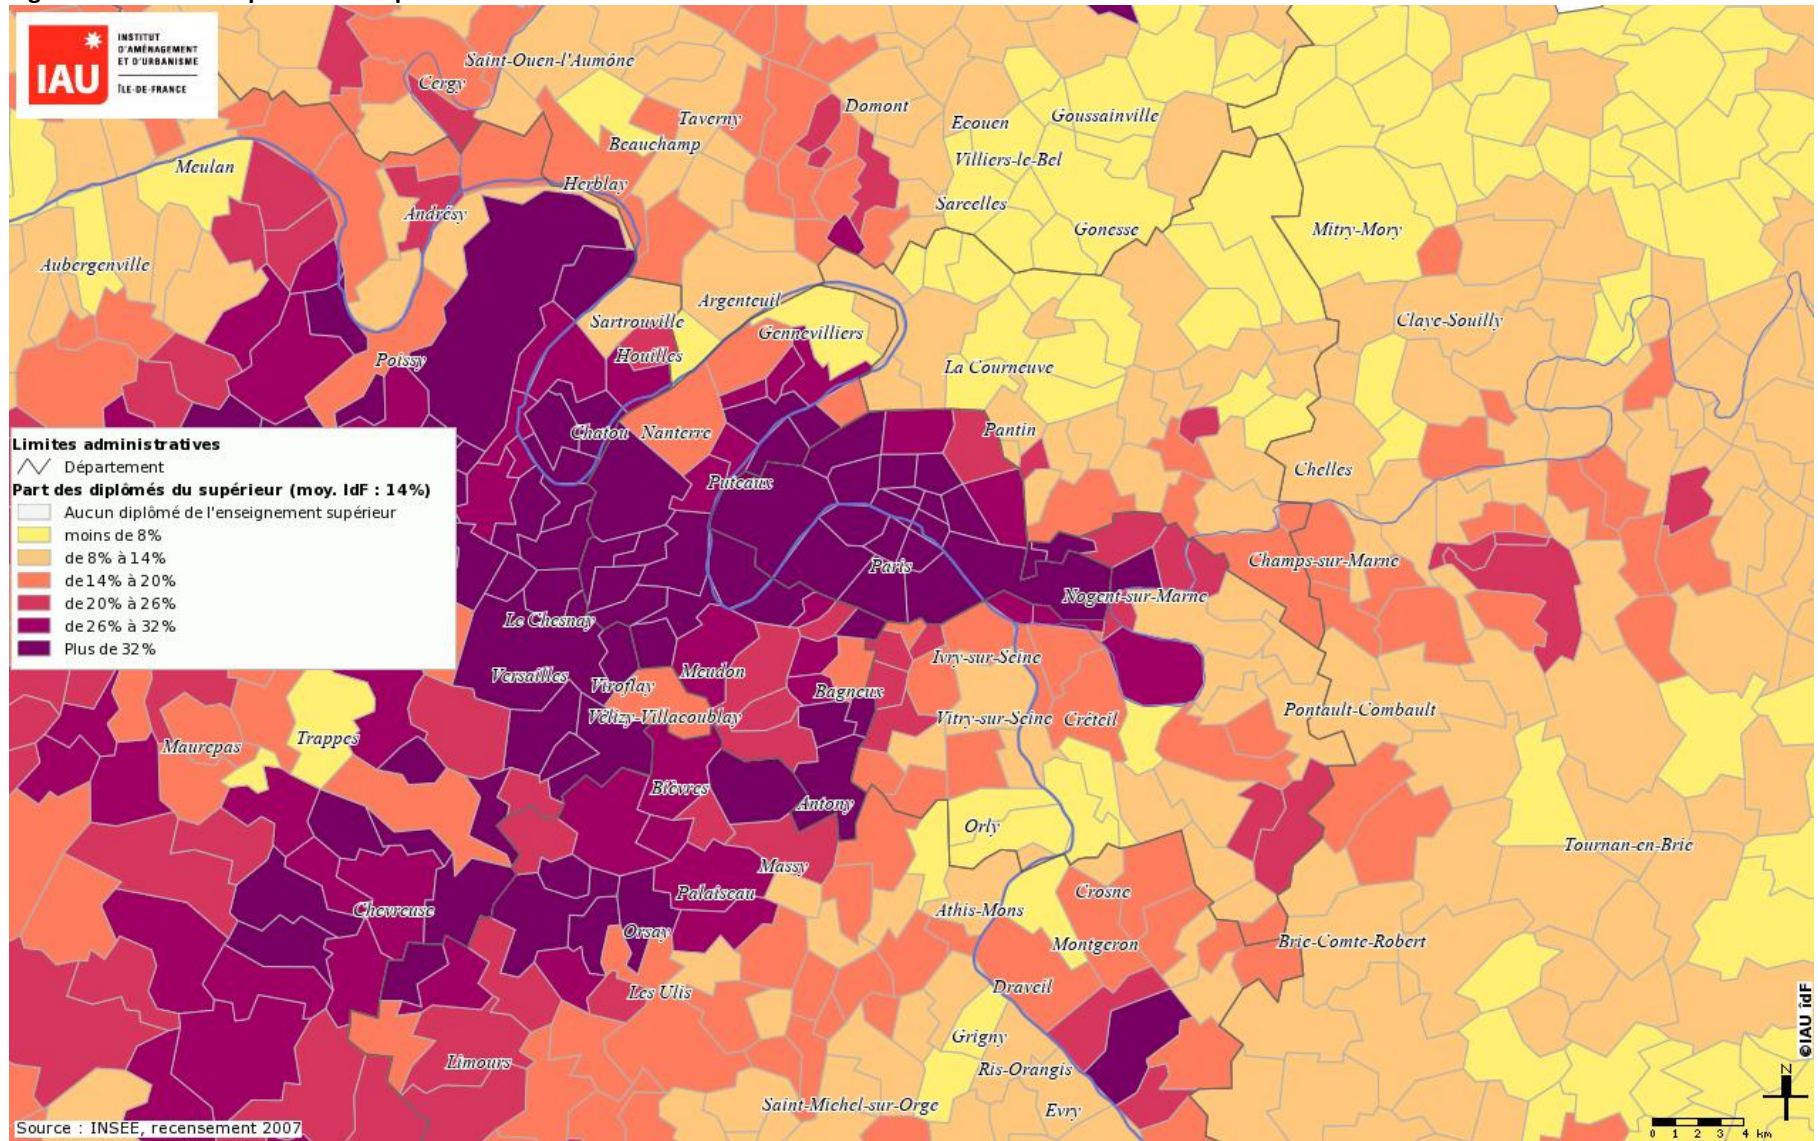 IAU
INSTITUT
D'AMÉNAGEMENT
ET D'URBANISME
ÎLE-DE-FRANCE
Saint-Ouen-l'Aumône
Cergy
Domont
Taverny
Ecouen
Goussainville
Beauchamp
Villiers-le-Bel
Meulan
Herblay
Sarcelles
Andrésy
Gonesse
Mitry-Mory
Aubergenville
Argenteuil
Sartrouville
Gennevilliers
Claye-Souilly
Houilles
Poissy
La Courneuve
Chatou
Nanterre
Pantin
Chelles
Puteaux
Limites administratives
Département
Part des diplômés du supérieur (moy. IdF : 14%)
Aucun diplômé de l'enseignement supérieur
moins de 8%
de 8% à 14%
de 14% à 20%
de 20% à 26%
de 26% à 32%
Plus de 32%
Paris
Champs-sur-Marne
Nogent-sur-Marne
Le Chesnay
Ivry-sur-Seine
Versailles
Meudon
Viroflay
Bagneux
Vélizy-Villacoublay
Vitry-sur-Seine
Créteil
Pontault-Combault
Maurepas
Trappes
Bièvres
Antony
Orly
Tournan-en-Brie
Massy
Palaiseau
Crosne
Chevreuse
Athis-Mons
Orsay
Montgeron
Brie-Comte-Robert
Draveil
Les Ulis
Grigny
Limours
Ris-Orangis
Saint-Michel-sur-Orge
Evry
©IAU îdF
N
0 1 2 3 4 km
Source : INSEE, recensement 2007